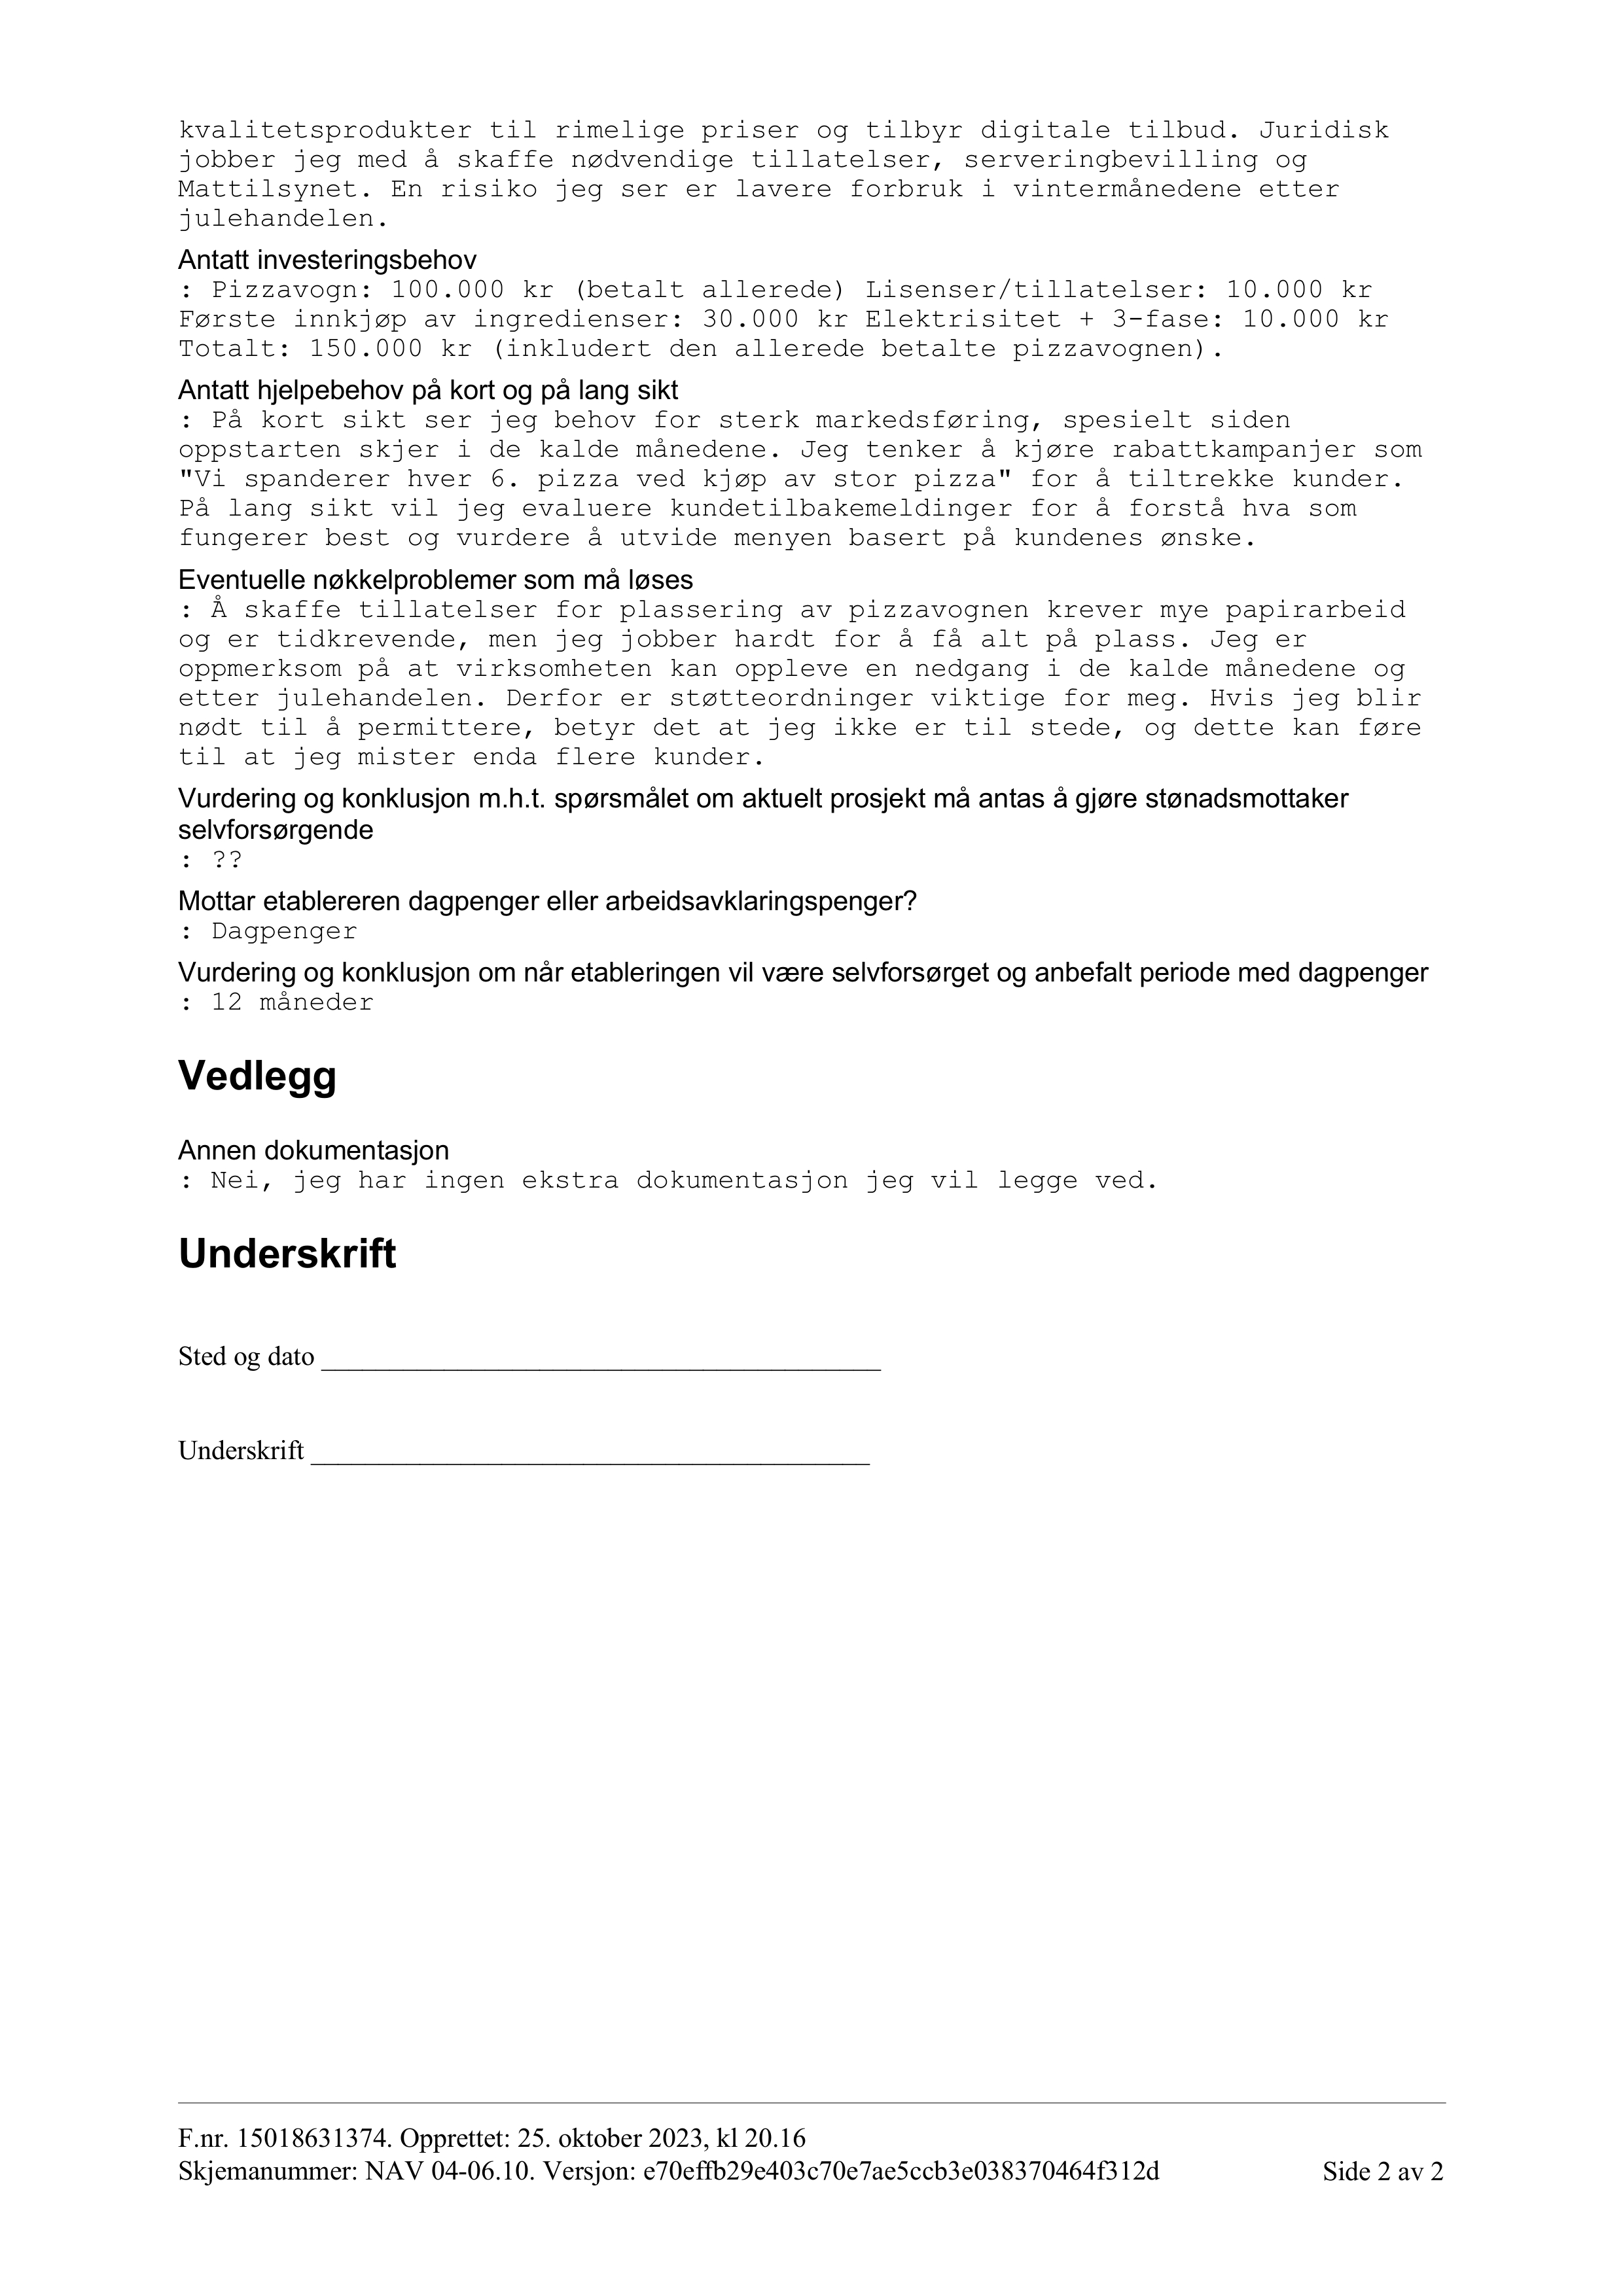 kvalitetsprodukter til rimelige priser og tilbyr digitale tilbud. Juridisk
jobber jeg med å skaffe nødvendige tillatelser, serveringbevilling og
Mattilsynet. En risiko jeg ser er lavere forbruk i vintermånedene etter
julehandelen.
Antatt investeringsbehov
: Pizzavogn: 100.000 kr (betalt allerede) Lisenser/tillatelser: 10.000 kr
Første innkjøp av ingredienser: 30.000 kr Elektrisitet + 3-fase: 10.000 kr
Totalt: 150.000 kr (inkludert den allerede betalte pizzavognen).
Antatt hjelpebehov på kort og på lang sikt
: På kort sikt ser jeg behov for sterk markedsføring, spesielt siden
oppstarten skjer i de kalde månedene. Jeg tenker å kjøre rabattkampanjer som
"Vi spanderer hver 6. pizza ved kjøp av stor pizza" for å tiltrekke kunder.
På lang sikt vil jeg evaluere kundetilbakemeldinger for å forstå hva som
fungerer best og vurdere å utvide menyen basert på kundenes ønske.
Eventuelle nøkkelproblemer som må løses
: Å skaffe tillatelser for plassering av pizzavognen krever mye papirarbeid
og er tidkrevende, men jeg jobber hardt for å få alt på plass. Jeg er
oppmerksom på at virksomheten kan oppleve en nedgang i de kalde månedene og
etter julehandelen. Derfor er støtteordninger viktige for meg. Hvis jeg blir
nødt til å permittere, betyr det at jeg ikke er til stede, og dette kan føre
til at jeg mister enda flere kunder.
Vurdering og konklusjon m.h.t. spørsmålet om aktuelt prosjekt må antas å gjøre stønadsmottaker
selvforsørgende
: ??
Mottar etablereren dagpenger eller arbeidsavklaringspenger?
: Dagpenger
Vurdering og konklusjon om når etableringen vil være selvforsørget og anbefalt periode med dagpenger
: 12 måneder
Vedlegg
Annen dokumentasjon
: Nei, jeg har ingen ekstra dokumentasjon jeg vil legge ved.
Underskrift
Sted og dato ________________________________________
Underskrift ________________________________________
F.nr. 15018631374. Opprettet: 25. oktober 2023, kl 20.16
Skjemanummer: NAV 04-06.10. Versjon: e70effb29e403c70e7ae5ccb3e038370464f312d Side 2 av 2